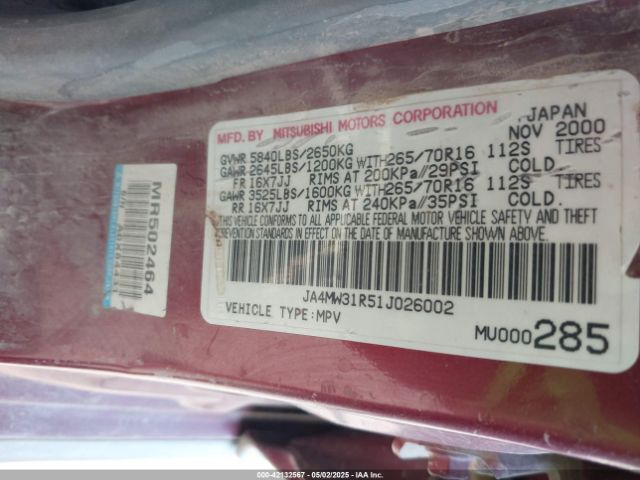 MFD. BY MITSUBISHI MOTORS CORPORATION JAPAN
NOV 2000
GVWR 5840LBS/2650KG
GAWR 2645LBS/1200KG WITH265/70R16 112S TIRES
FR 16X7JJ RIMS AT 200KPa//29PSI COLD.
GAWR 3525LBS/1600KG WITH265/70R16 112S TIRES
RR 16X7JJ RIMS AT 240KPa//35PSI COLD.
THIS VEHICLE CONFORMS TO ALL APPLICABLE FEDERAL MOTOR VEHICLE SAFETY AND THEFT
PREVENTION STANDARDS IN EFFECT ON THE DATE OF MANUFACTURE SHOWN ABOVE.
JA4MW31R51J026002
VEHICLE TYPE:MPV
MU000285
MR502464
000-42132567 - 05/02/2025 - IAA Inc.